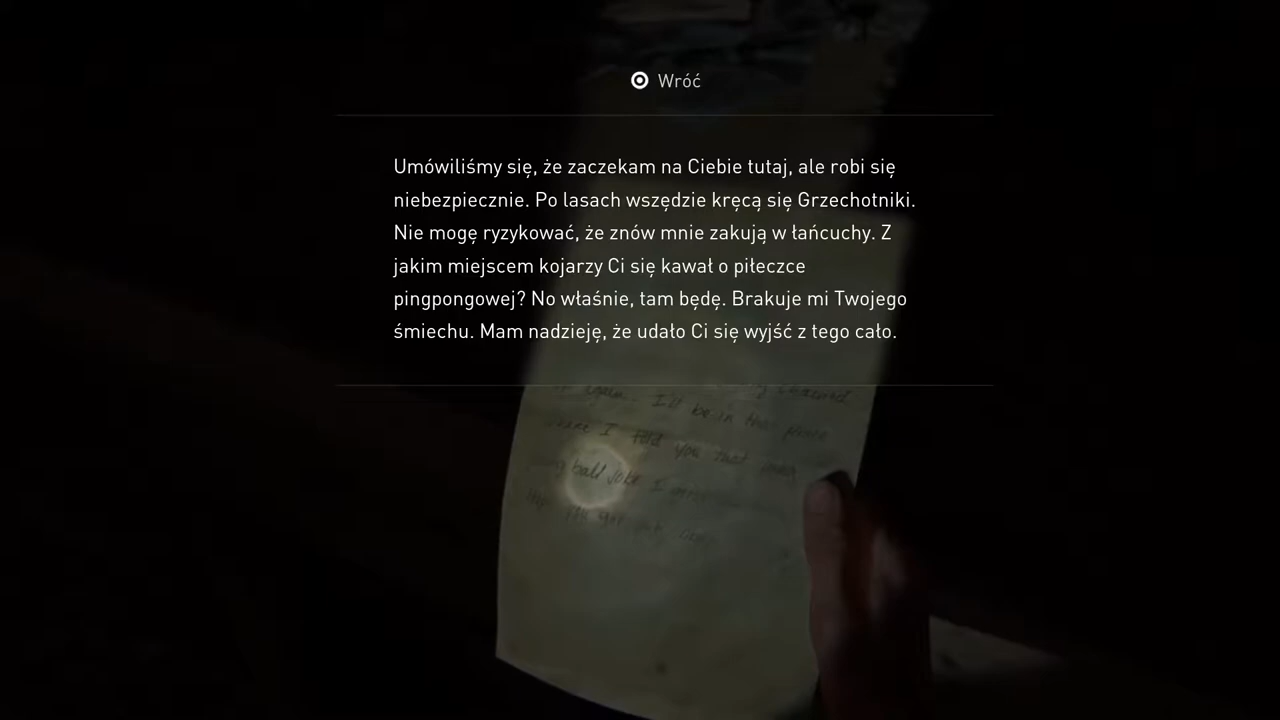 Wróć
Umówiliśmy się, że zaczekam na Ciebie tutaj, ale robi się
niebezpiecznie. Po lasach wszędzie kręcą się Grzechotniki.
Nie mogę ryzykować, że znów mnie zakują w łańcuchy. Z
jakim miejscem kojarzy Ci się kawał o piłeczce
pingpongowej? No właśnie, tam będę. Brakuje mi Twojego
śmiechu. Mam nadzieję, że udało Ci się wyjść z tego cało.
I'll be in that place
I told you that
ball joke I